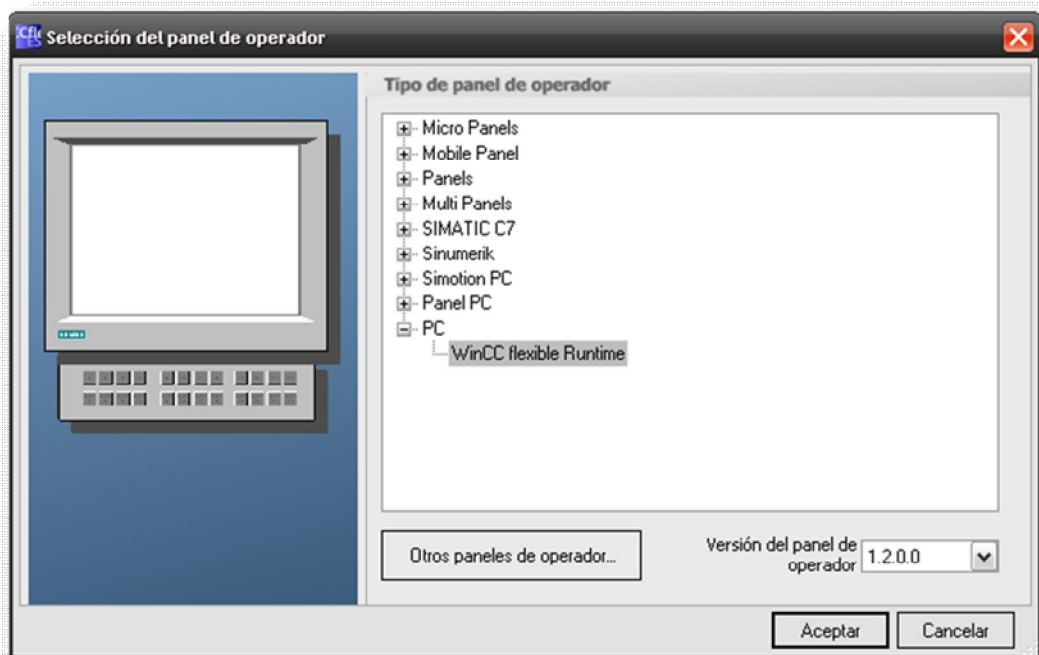 Selección del panel de operador
Tipo de panel de operador
Micro Panels
Mobile Panel
Panels
Multi Panels
SIMATIC C7
Sinumerik
Simotion PC
Panel PC
PC
WinCC flexible Runtime
Otros paneles de operador...
Versión del panel de
operador
1.2.0.0
Aceptar
Cancelar